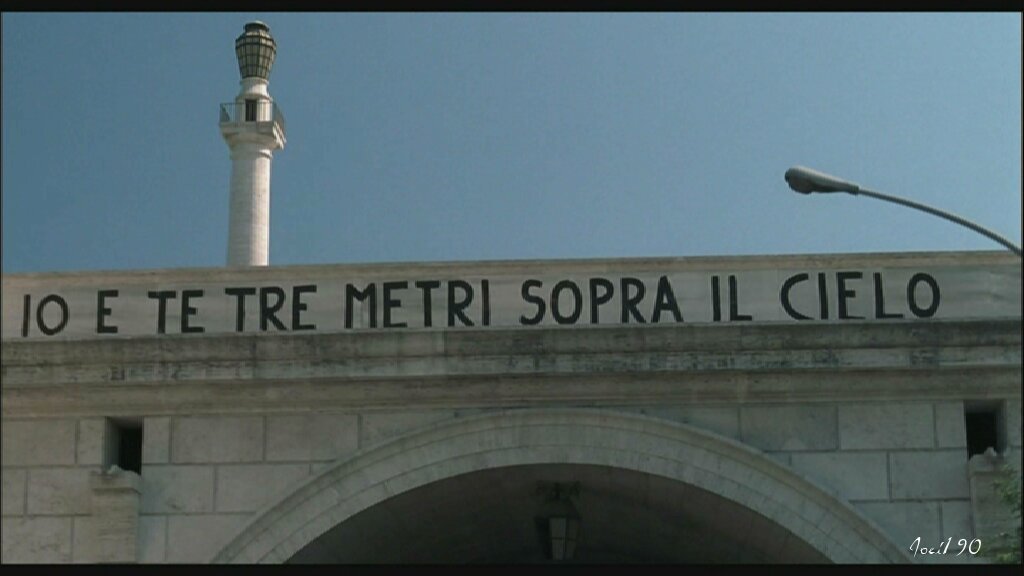 IO E TE TRE METRI SOPRA IL CIELO
Jocil 90